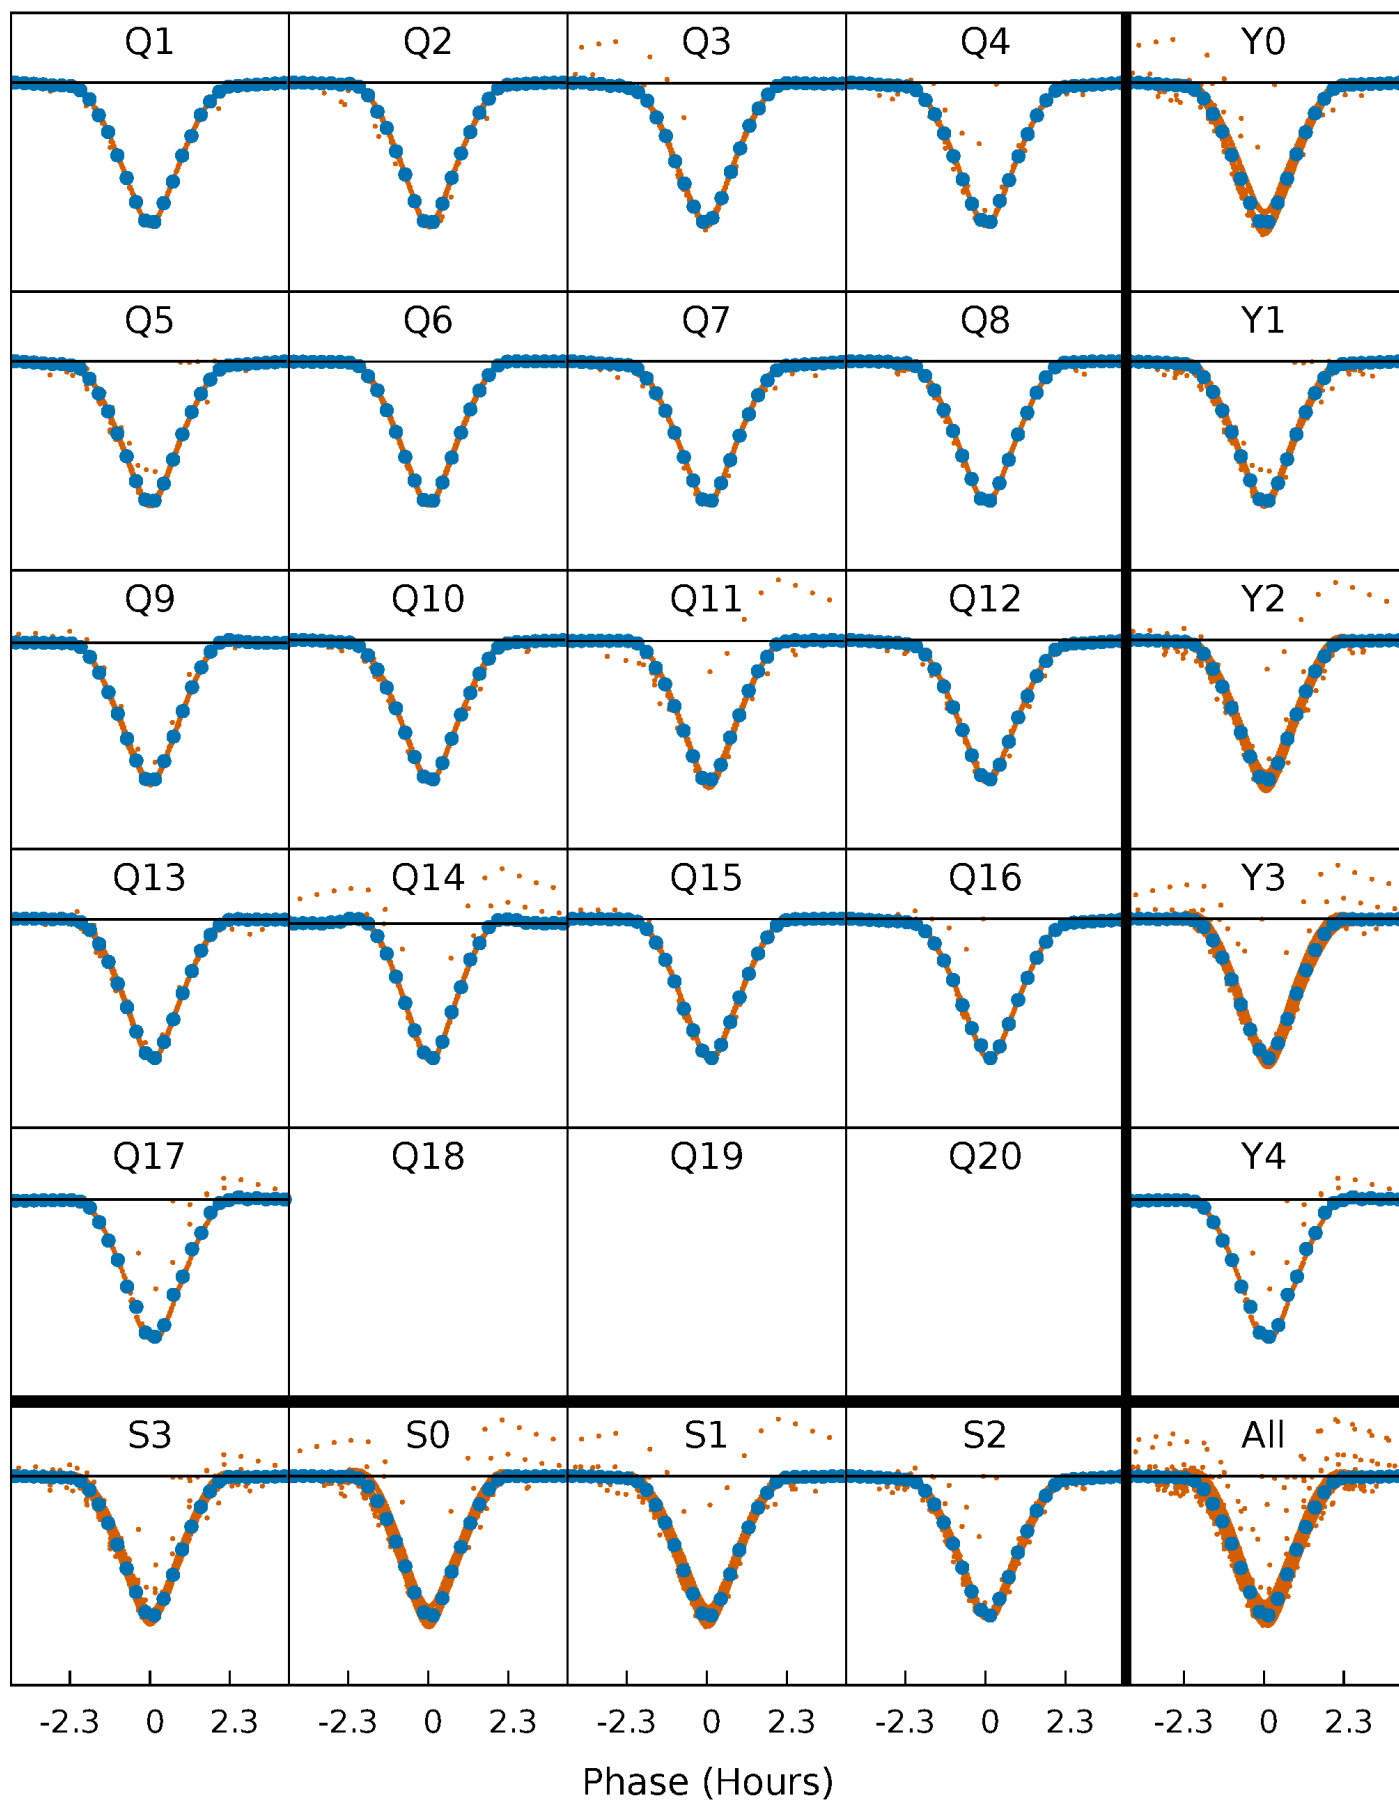 Q1 Q2 Q3 Q4 Y0
Q5 Q6 Q7 Q8 Y1
Q9 Q10 Q11 Q12 Y2
Q13 Q14 Q15 Q16 Y3
Q17 Q18 Q19 Q20 Y4
S3 S0 S1 S2 All
-2.3 0 2.3 -2.3 0 2.3 -2.3 0 2.3 -2.3 0 2.3 -2.3 0 2.3
Phase (Hours)